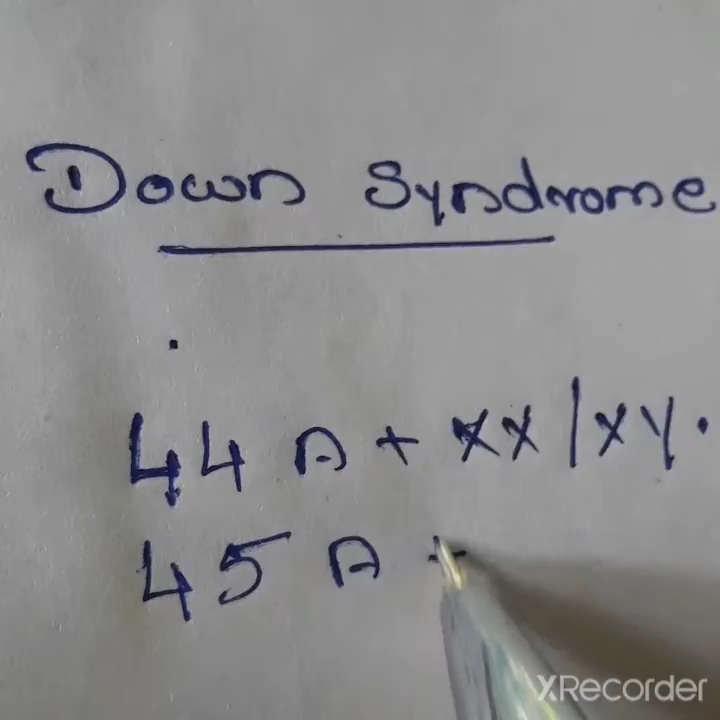 Down Syndrome
44 A + XX | XY.
45 A +
XRecorder